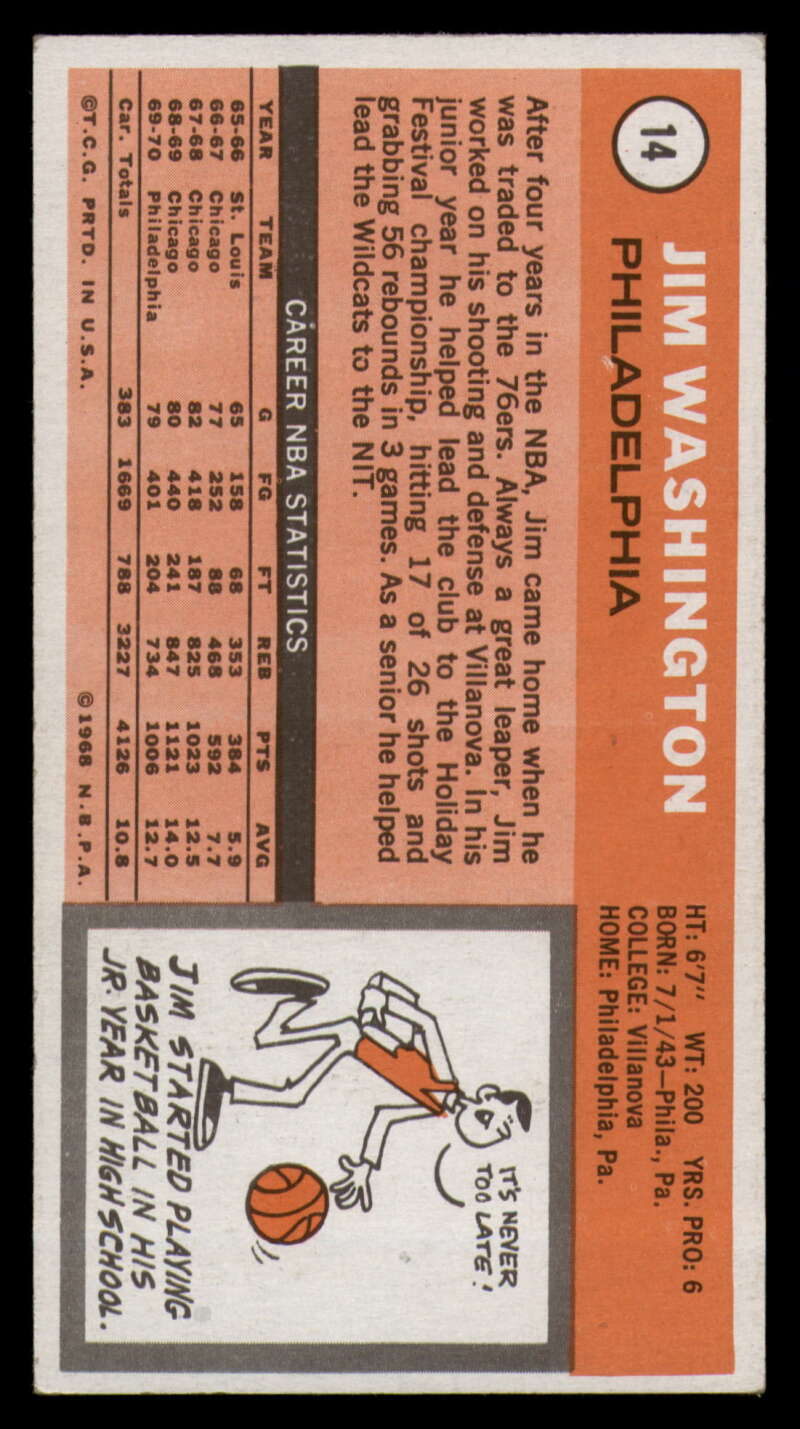 14
JIM WASHINGTON
PHILADELPHIA
HT: 6'7" WT: 200 YRS. PRO: 6
BORN: 7/1/43—Phila., Pa.
COLLEGE: Villanova
HOME: Philadelphia, Pa.
After four years in the NBA, Jim came home when he
was traded to the 76ers. Always a great leaper, Jim
worked on his shooting and defense at Villanova. In his
junior year he helped lead the club to the Holiday
Festival championship, hitting 17 of 26 shots and
grabbing 56 rebounds in 3 games. As a senior he helped
lead the Wildcats to the NIT.
CAREER NBA STATISTICS
YEAR TEAM G FG FT REB PTS AVG
65-66 St. Louis 65 158 68 353 384 5.9
66-67 Chicago 77 252 88 468 592 7.7
67-68 Chicago 82 418 187 825 1023 12.5
68-69 Chicago 80 440 241 847 1121 14.0
69-70 Philadelphia 79 401 204 734 1006 12.7
Car. Totals 383 1669 788 3227 4126 10.8
©T.C.G. PRTD. IN U.S.A. ©1968 N.B.P.A.
IT'S NEVER
TOO LATE!
JIM STARTED PLAYING
BASKETBALL IN HIS
JR. YEAR IN HIGH SCHOOL.